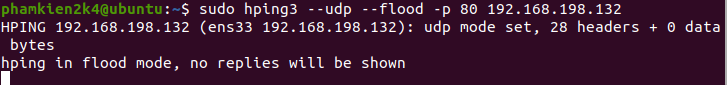 phamkien2k4@ubuntu:~$ sudo hping3 --udp --flood -p 80 192.168.198.132
HPING 192.168.198.132 (ens33 192.168.198.132): udp mode set, 28 headers + 0 data
 bytes
hping in flood mode, no replies will be shown